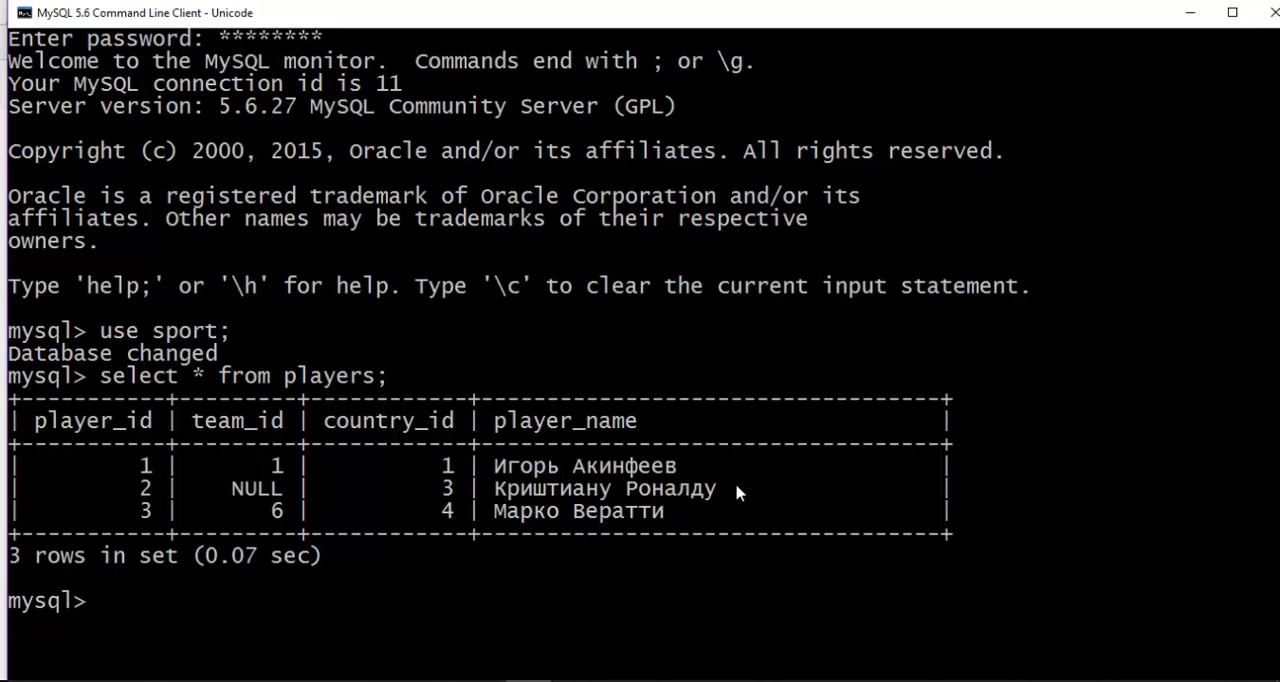 MySQL 5.6 Command Line Client - Unicode
Enter password: ********
Welcome to the MySQL monitor.  Commands end with ; or \g.
Your MySQL connection id is 11
Server version: 5.6.27 MySQL Community Server (GPL)
Copyright (c) 2000, 2015, Oracle and/or its affiliates. All rights reserved.
Oracle is a registered trademark of Oracle Corporation and/or its
affiliates. Other names may be trademarks of their respective
owners.
Type 'help;' or '\h' for help. Type '\c' to clear the current input statement.
mysql> use sport;
Database changed
mysql> select * from players;
+-----------+---------+------------+-----------------------------------+
| player_id | team_id | country_id | player_name                       |
+-----------+---------+------------+-----------------------------------+
|         1 |       1 |          1 | Игорь Акинфеев                    |
|         2 |    NULL |          3 | Криштиану Роналду                 |
|         3 |       6 |          4 | Марко Вератти                     |
+-----------+---------+------------+-----------------------------------+
3 rows in set (0.07 sec)
mysql>